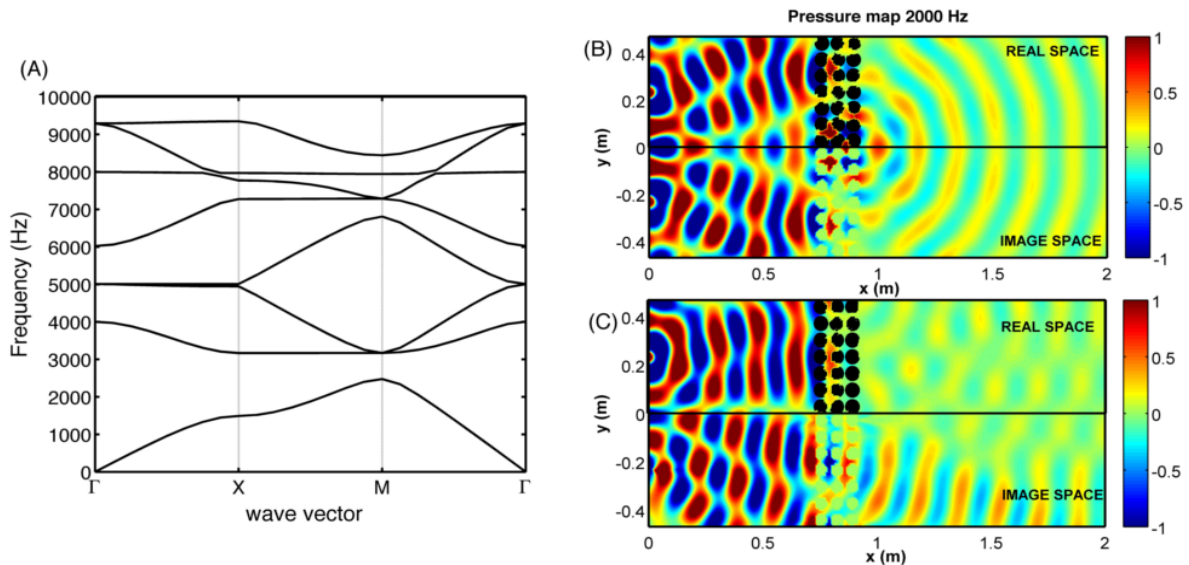 (A)
10000
9000
8000
7000
6000
5000
4000
3000
2000
1000
0
Frequency (Hz)
Γ X M Γ
wave vector
Pressure map 2000 Hz
(B)
REAL SPACE
IMAGE SPACE
0.4
0.2
0
-0.2
-0.4
y (m)
0 0.5 1 1.5 2
x (m)
1
0.5
0
-0.5
-1
(C)
REAL SPACE
IMAGE SPACE
0.4
0.2
0
-0.2
-0.4
y (m)
0 0.5 1 1.5 2
x (m)
1
0.5
0
-0.5
-1